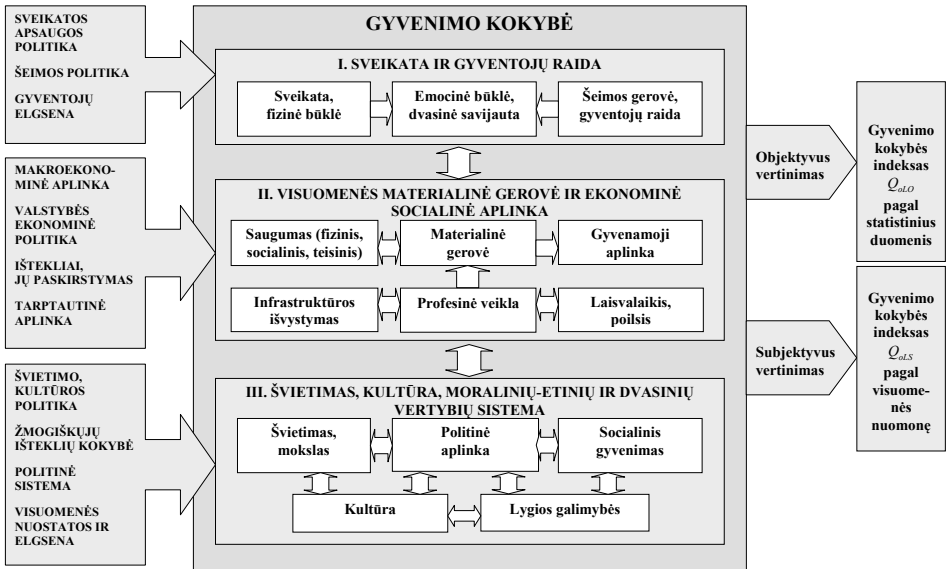 SVEIKATOS
APSAUGOS
POLITIKA
ŠEIMOS POLITIKA
GYVENTOJŲ
ELGSENA
MAKROEKONO-
MINĖ APLINKA
VALSTYBĖS
EKONOMINĖ
POLITIKA
IŠTEKLIAI,
JŲ PASKIRSTYMAS
TARPTAUTINĖ
APLINKA
ŠVIETIMO,
KULTŪROS
POLITIKA
ŽMOGIŠKŲJŲ
IŠTEKLIŲ KOKYBĖ
POLITINĖ
SISTEMA
VISUOMENĖS
NUOSTATOS IR
ELGSENA
GYVENIMO KOKYBĖ
I. SVEIKATA IR GYVENTOJŲ RAIDA
Sveikata,
fizinė būklė
Emocinė būklė,
dvasinė savijauta
Šeimos gerovė,
gyventojų raida
II. VISUOMENĖS MATERIALINĖ GEROVĖ IR EKONOMINĖ
SOCIALINĖ APLINKA
Saugumas (fizinis,
socialinis, teisinis)
Materialinė
gerovė
Gyvenamoji
aplinka
Infrastruktūros
išvystymas
Profesinė veikla
Laisvalaikis,
poilsis
III. ŠVIETIMAS, KULTŪRA, MORALINIŲ-ETINIŲ IR DVASINIŲ
VERTYBIŲ SISTEMA
Švietimas,
mokslas
Politinė
aplinka
Socialinis
gyvenimas
Kultūra
Lygios galimybės
Objektyvus
vertinimas
Subjektyvus
vertinimas
Gyvenimo
kokybės
indeksas
QoLO
pagal
statistinius
duomenis
Gyvenimo
kokybės
indeksas
QoLS
pagal
visuome-
nės
nuomonę